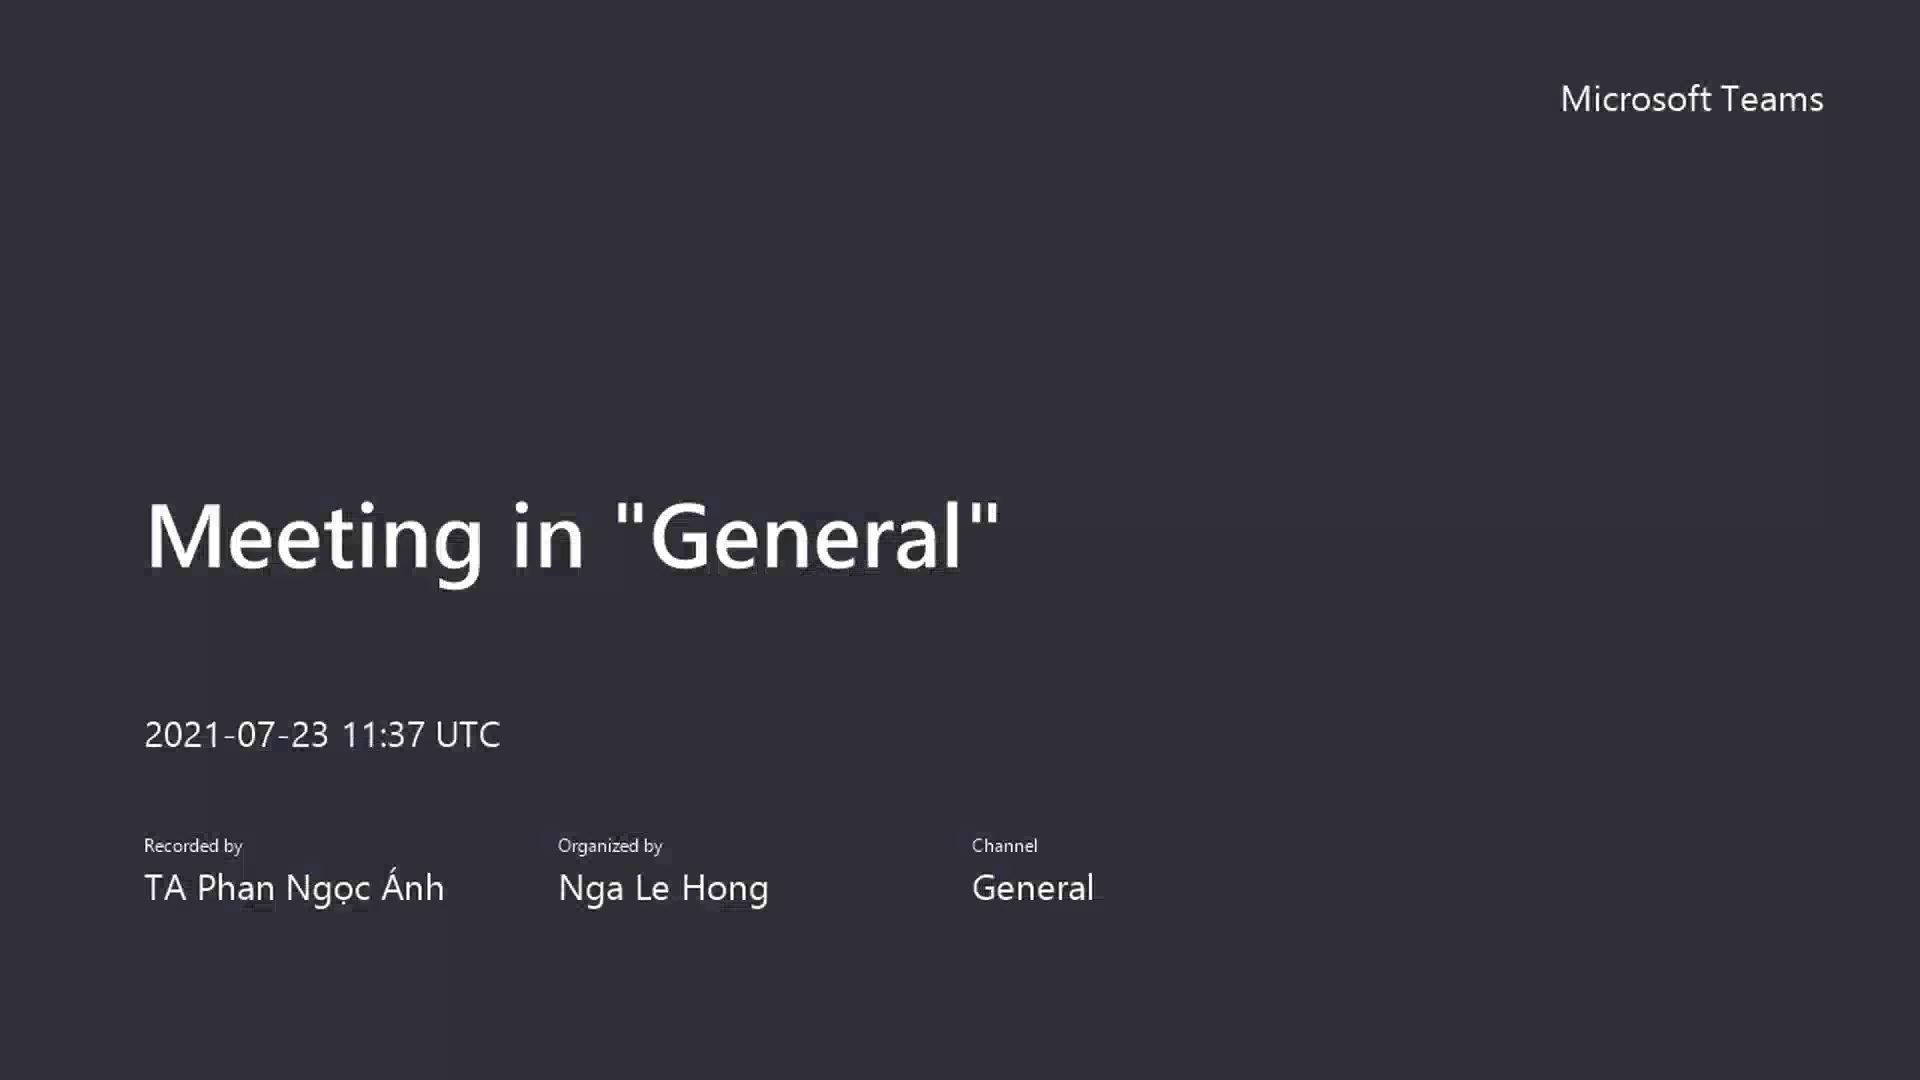 Microsoft Teams
Meeting in "General"
2021-07-23 11:37 UTC
Recorded by
TA Phan Ngọc Ánh
Organized by
Nga Le Hong
Channel
General